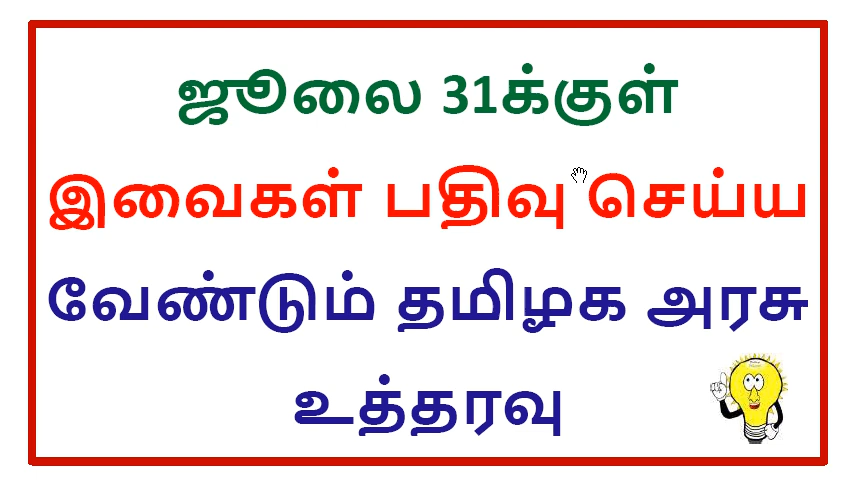 ஜூலை 31க்குள்
இவைகள் பதிவு செய்ய
வேண்டும் தமிழக அரசு
உத்தரவு